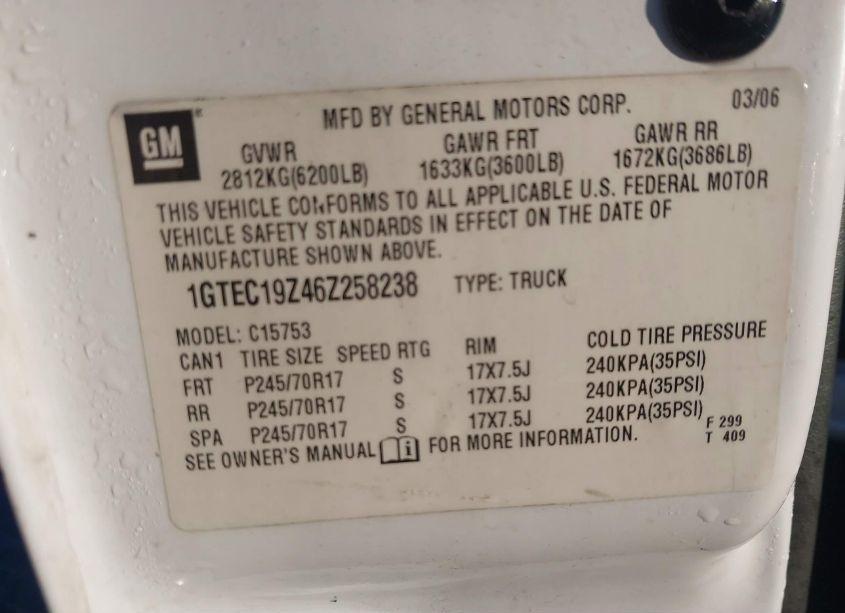 GM ®
MFD BY GENERAL MOTORS CORP. 03/06
GVWR GAWR FRT GAWR RR
2812KG(6200LB) 1633KG(3600LB) 1672KG(3686LB)
THIS VEHICLE CONFORMS TO ALL APPLICABLE U.S. FEDERAL MOTOR
VEHICLE SAFETY STANDARDS IN EFFECT ON THE DATE OF
MANUFACTURE SHOWN ABOVE.
1GTEC19Z46Z258238 TYPE: TRUCK
MODEL: C15753
CAN1 TIRE SIZE SPEED RTG RIM COLD TIRE PRESSURE
FRT P245/70R17 S 17X7.5J 240KPA(35PSI)
RR P245/70R17 S 17X7.5J 240KPA(35PSI)
SPA P245/70R17 S 17X7.5J 240KPA(35PSI)
SEE OWNER'S MANUAL i FOR MORE INFORMATION.
F 299
T 409